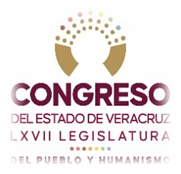 CONGRESO
DEL ESTADO DE VERACRUZ
LXVII LEGISLATURA
DEL PUEBLO Y HUMANISMO